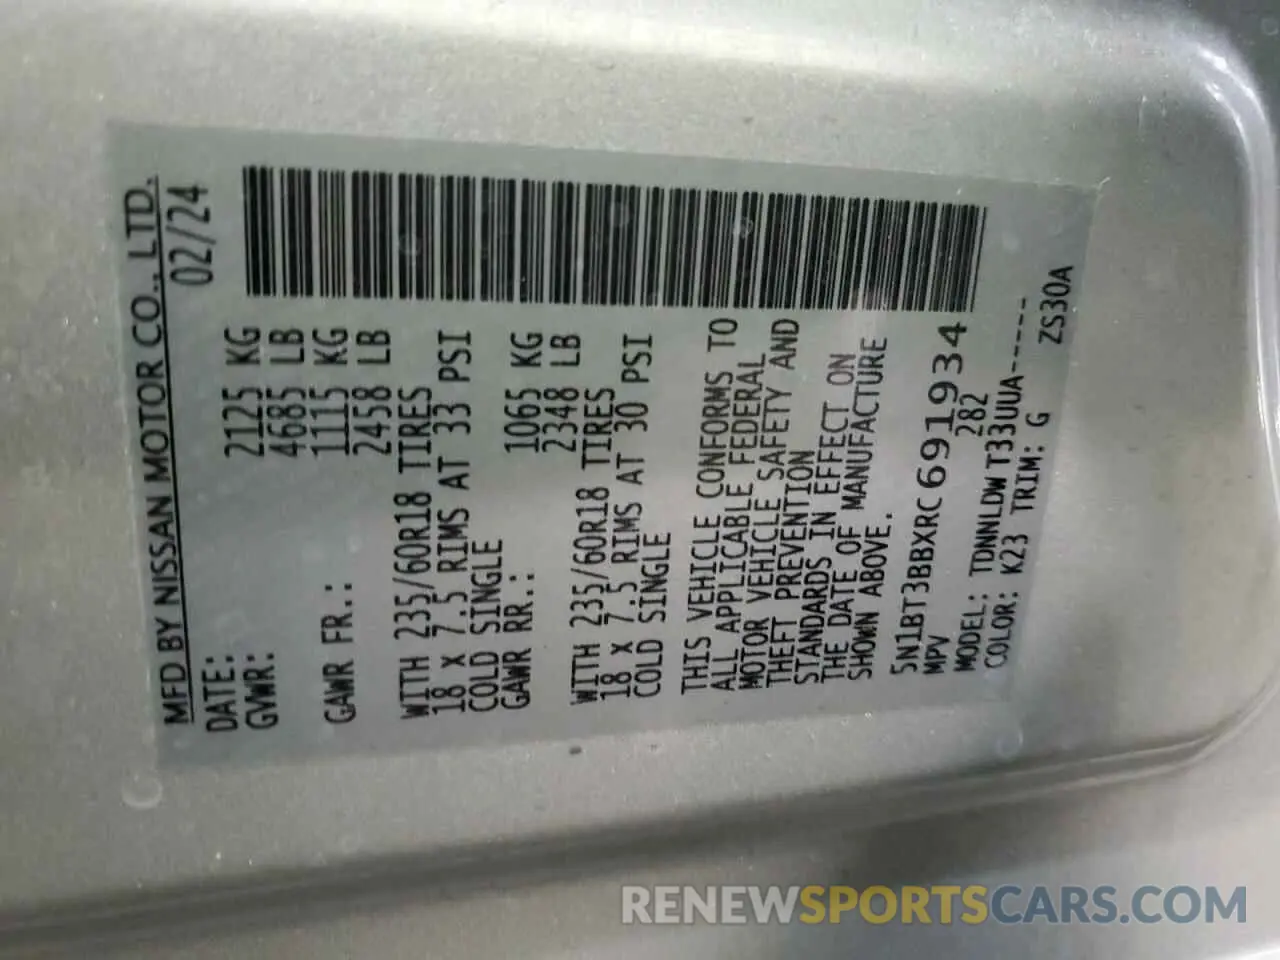 MFD BY NISSAN MOTOR CO., LTD.
DATE: 02/24
GVWR: 2125 KG
4685 LB
GAWR FR.: 1115 KG
2458 LB
WITH 235/60R18 TIRES
18 X 7.5 RIMS AT 33 PSI
COLD SINGLE
GAWR RR.: 1065 KG
2348 LB
WITH 235/60R18 TIRES
18 X 7.5 RIMS AT 30 PSI
COLD SINGLE
THIS VEHICLE CONFORMS TO
ALL APPLICABLE FEDERAL
MOTOR VEHICLE SAFETY AND
THEFT PREVENTION
STANDARDS IN EFFECT ON
THE DATE OF MANUFACTURE
SHOWN ABOVE.
5N1BT3BBXRC691934
MPV 282
MODEL: TDNNLDWT33UUA------
COLOR: K23 TRIM: G
ZS30A
RENEWSPORTSCARS.COM